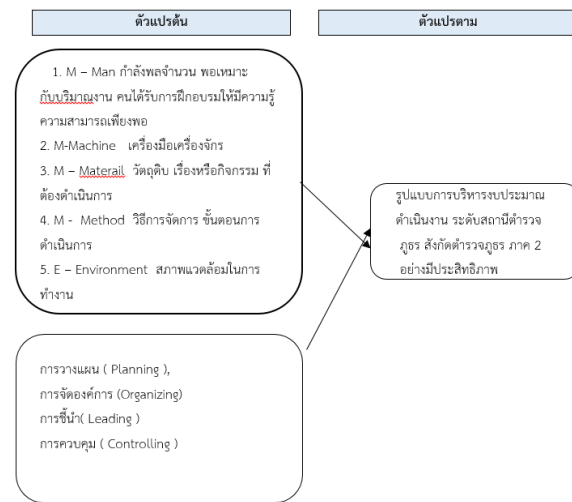 ตัวแปรต้น
ตัวแปรตาม
1. M – Man กำลังพลจำนวน พอเหมาะ
กับบริมาณงาน คนได้รับการฝึกอบรมให้มีความรู้
ความสามารถเพียงพอ
2. M-Machine เครื่องมือเครื่องจักร
3. M – Materail วัตถุดิบ เรื่องหรือกิจกรรม ที่
ต้องดำเนินการ
4. M - Method วิธีการจัดการ ขั้นตอนการ
ดำเนินการ
5. E – Environment สภาพแวดล้อมในการ
ทำงาน
รูปแบบการบริหารงบประมาณ
ดำเนินงาน ระดับสถานีตำรวจ
ภูธร สังกัดตำรวจภูธร ภาค 2
อย่างมีประสิทธิภาพ
การวางแผน ( Planning ),
การจัดองค์การ (Organizing)
การชี้นำ( Leading )
การควบคุม ( Controlling )